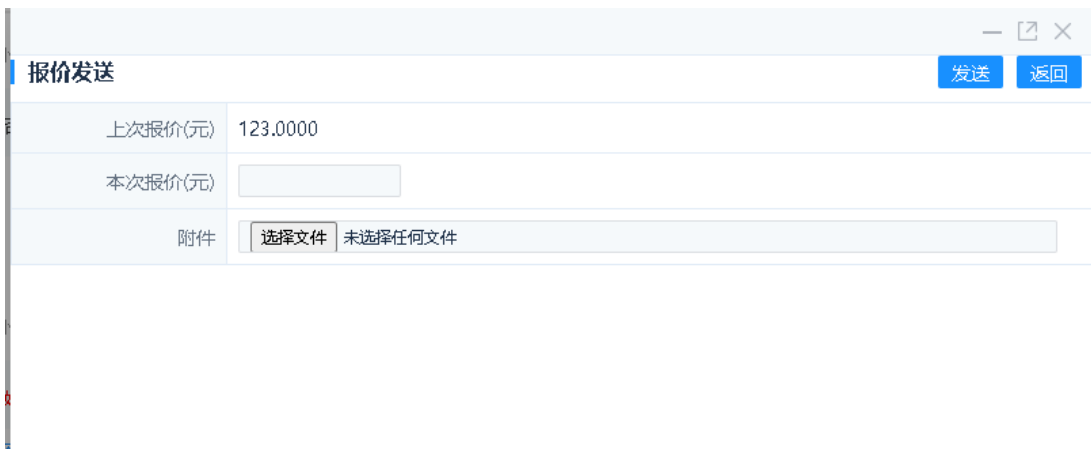 报价发送
发送 返回
上次报价(元) 123.0000
本次报价(元)
附件 选择文件 未选择任何文件